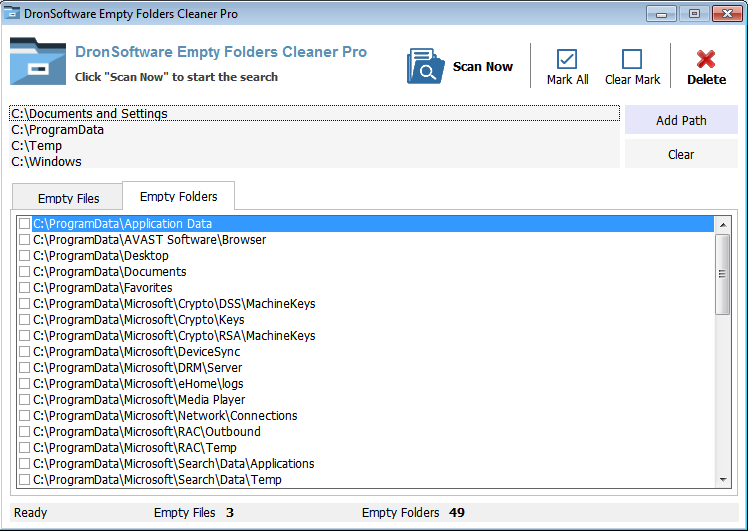 DronSoftware Empty Folders Cleaner Pro
DronSoftware Empty Folders Cleaner Pro
Click "Scan Now" to start the search
Scan Now
Mark All
Clear Mark
Delete
C:\Documents and Settings
C:\ProgramData
C:\Temp
C:\Windows
Add Path
Clear
Empty Files
Empty Folders
C:\ProgramData\Application Data
C:\ProgramData\AVAST Software\Browser
C:\ProgramData\Desktop
C:\ProgramData\Documents
C:\ProgramData\Favorites
C:\ProgramData\Microsoft\Crypto\DSS\MachineKeys
C:\ProgramData\Microsoft\Crypto\Keys
C:\ProgramData\Microsoft\Crypto\RSA\MachineKeys
C:\ProgramData\Microsoft\DeviceSync
C:\ProgramData\Microsoft\DRM\Server
C:\ProgramData\Microsoft\eHome\logs
C:\ProgramData\Microsoft\Media Player
C:\ProgramData\Microsoft\Network\Connections
C:\ProgramData\Microsoft\RAC\Outbound
C:\ProgramData\Microsoft\RAC\Temp
C:\ProgramData\Microsoft\Search\Data\Applications
C:\ProgramData\Microsoft\Search\Data\Temp
Ready Empty Files 3 Empty Folders 49